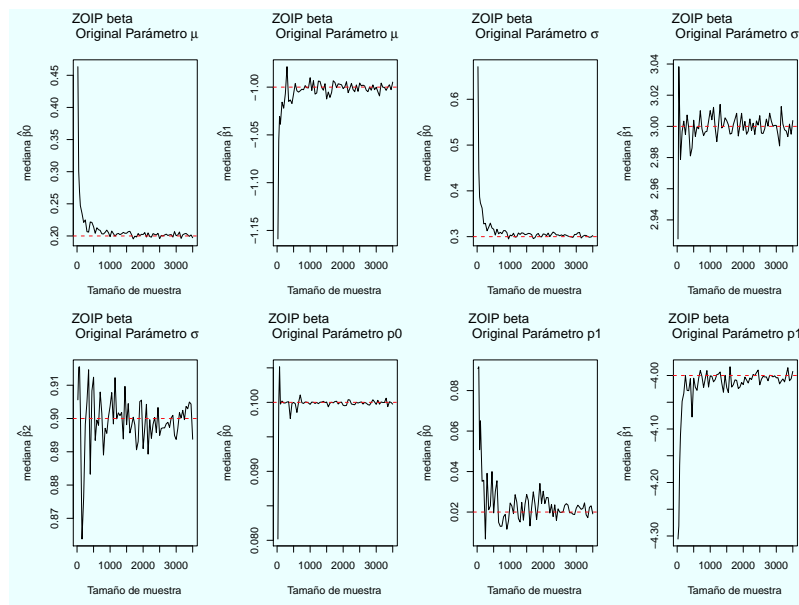 ZOIP beta
Original Parámetro μ
ZOIP beta
Original Parámetro μ
ZOIP beta
Original Parámetro σ
ZOIP beta
Original Parámetro σ
mediana β̂0
0.45
0.40
0.35
0.30
0.25
0.20
0 1000 2000 3000
Tamaño de muestra
mediana β̂1
−1.00
−1.05
−1.10
−1.15
0 1000 2000 3000
Tamaño de muestra
mediana β̂0
0.6
0.5
0.4
0.3
0 1000 2000 3000
Tamaño de muestra
mediana β̂1
3.04
3.02
3.00
2.98
2.96
2.94
0 1000 2000 3000
Tamaño de muestra
ZOIP beta
Original Parámetro σ
ZOIP beta
Original Parámetro p0
ZOIP beta
Original Parámetro p1
ZOIP beta
Original Parámetro p1
mediana β̂2
0.91
0.90
0.89
0.88
0.87
0 1000 2000 3000
Tamaño de muestra
mediana β̂0
0.100
0.090
0.080
0 1000 2000 3000
Tamaño de muestra
mediana β̂0
0.08
0.06
0.04
0.02
0 1000 2000 3000
Tamaño de muestra
mediana β̂1
−4.00
−4.10
−4.20
−4.30
0 1000 2000 3000
Tamaño de muestra